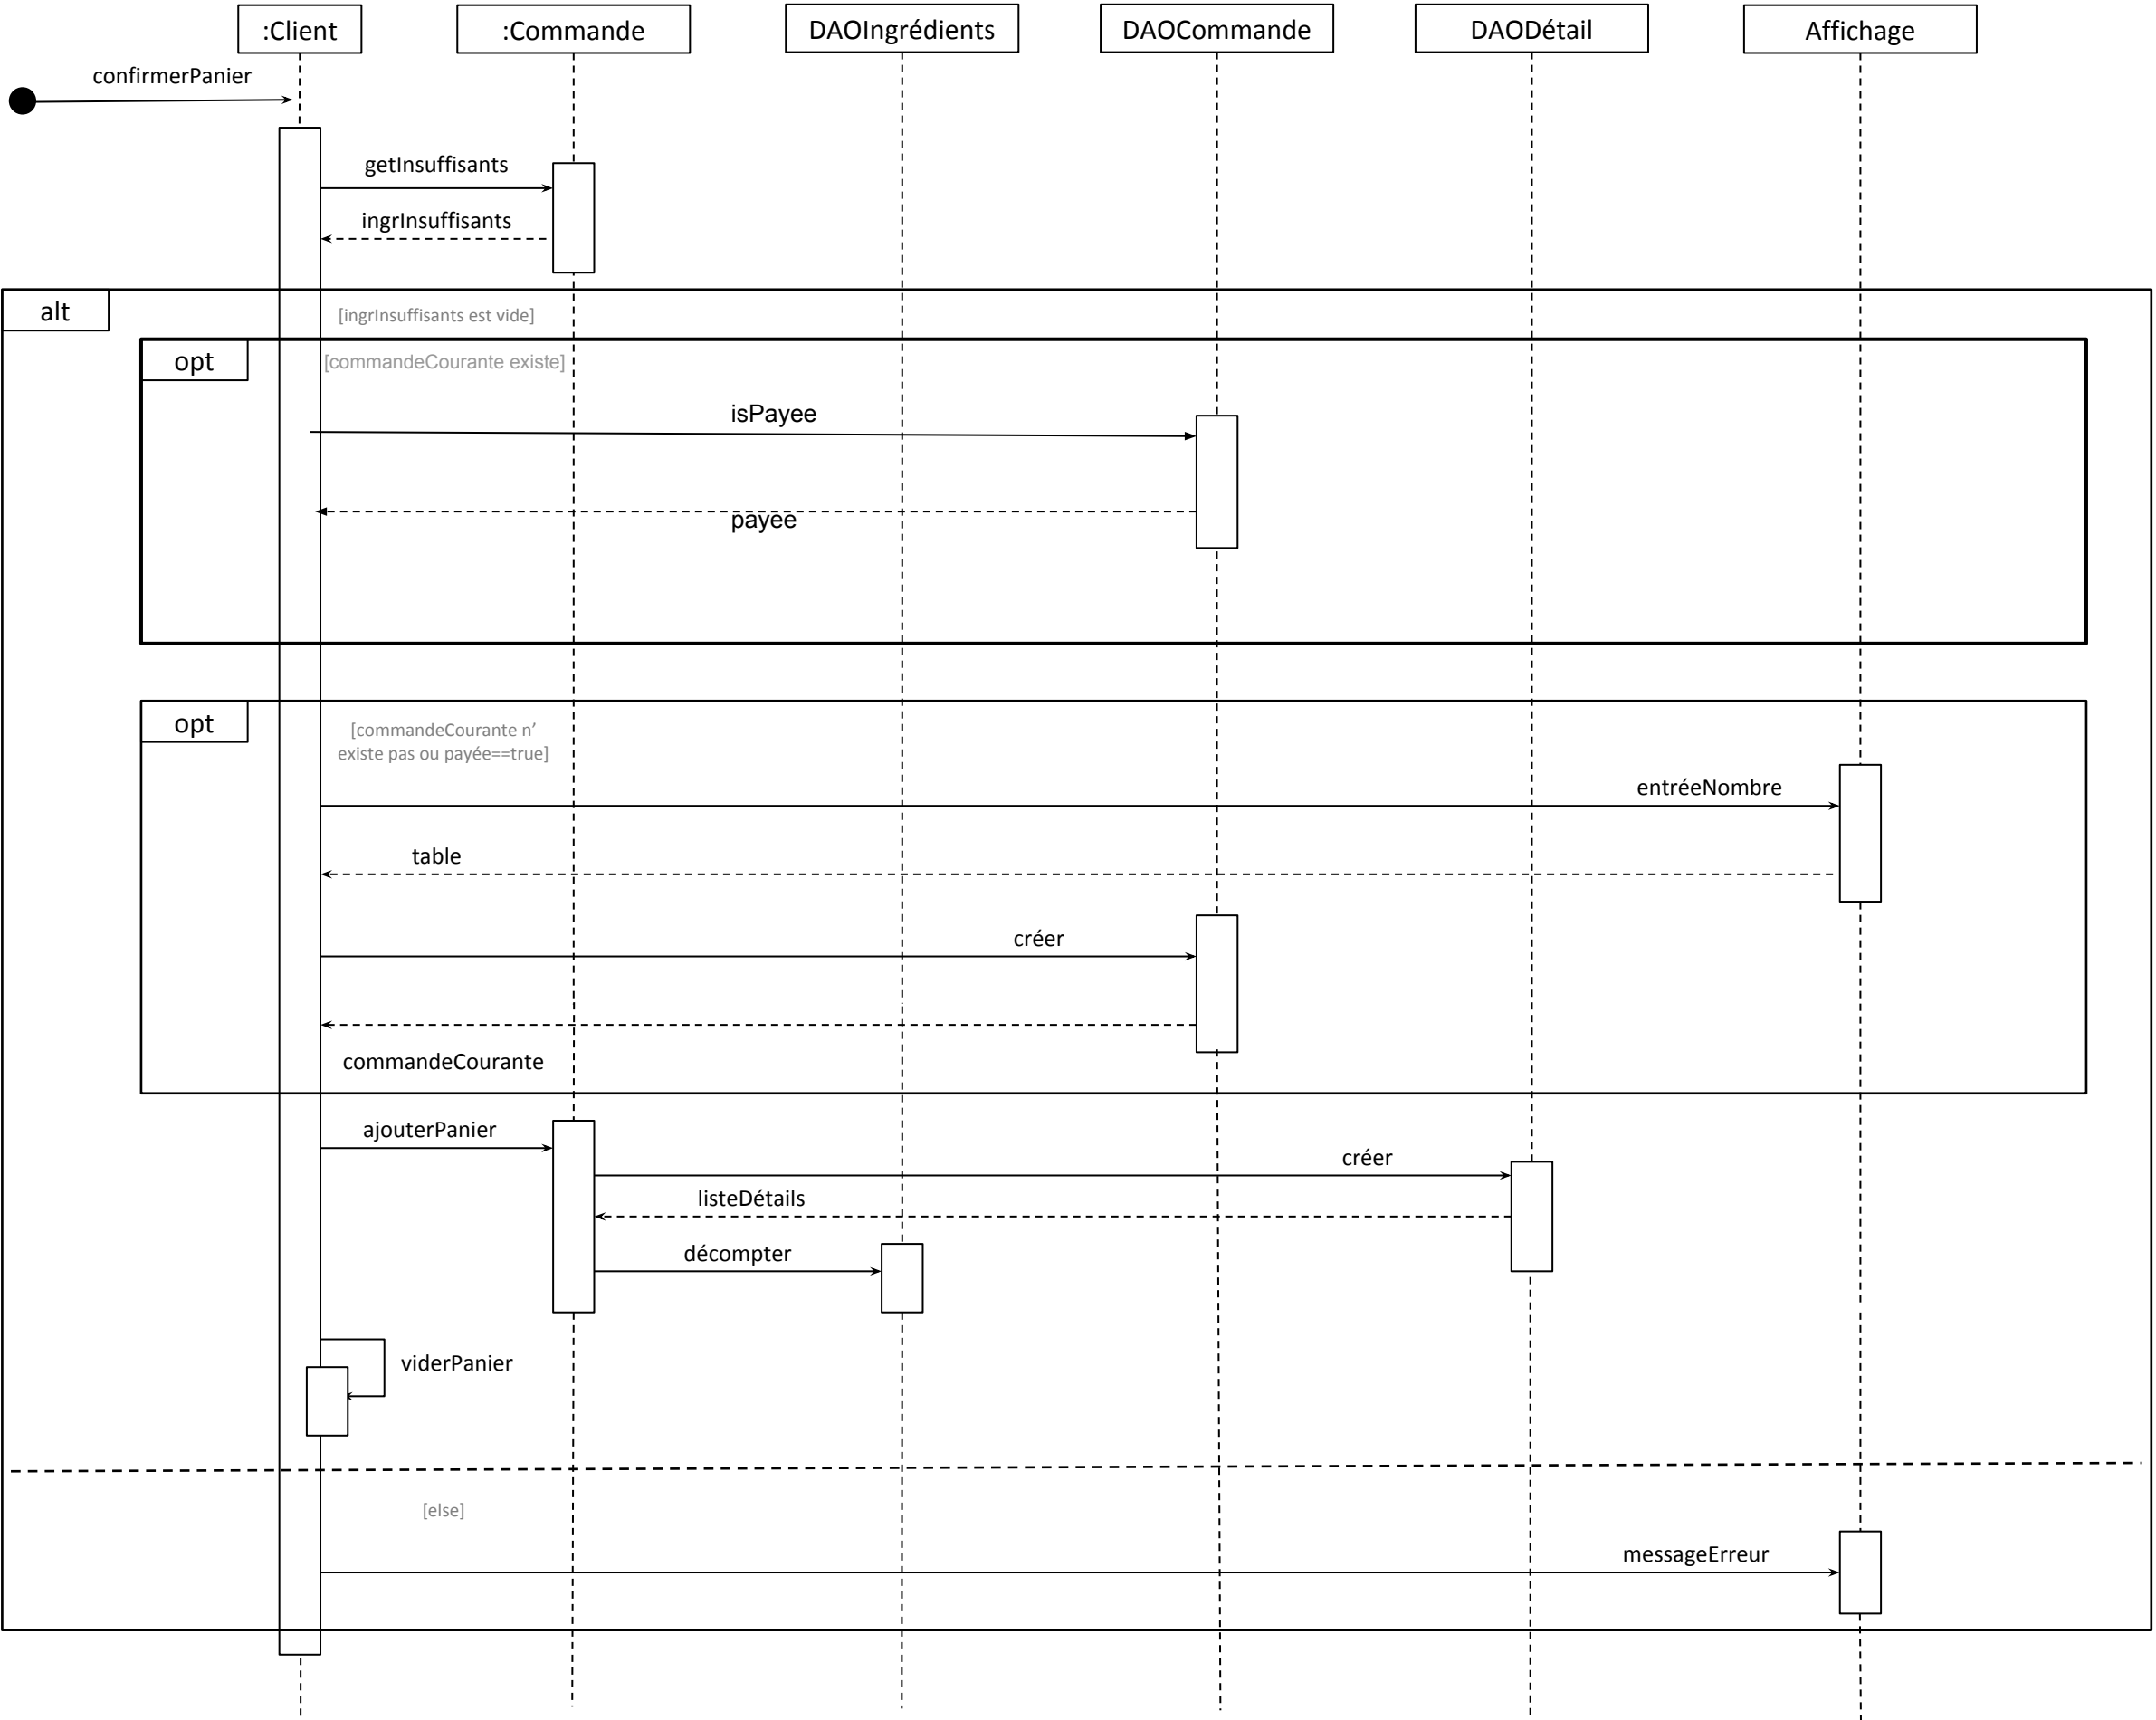 :Client
:Commande
DAOIngrédients
DAOCommande
DAODétail
Affichage
confirmerPanier
getInsuffisants
ingrInsuffisants
alt
[ingrInsuffisants est vide]
opt
[commandeCourante existe]
isPayee
payee
opt
[commandeCourante n’
existe pas ou payée==true]
entréeNombre
table
créer
commandeCourante
ajouterPanier
créer
listeDétails
décompter
viderPanier
[else]
messageErreur